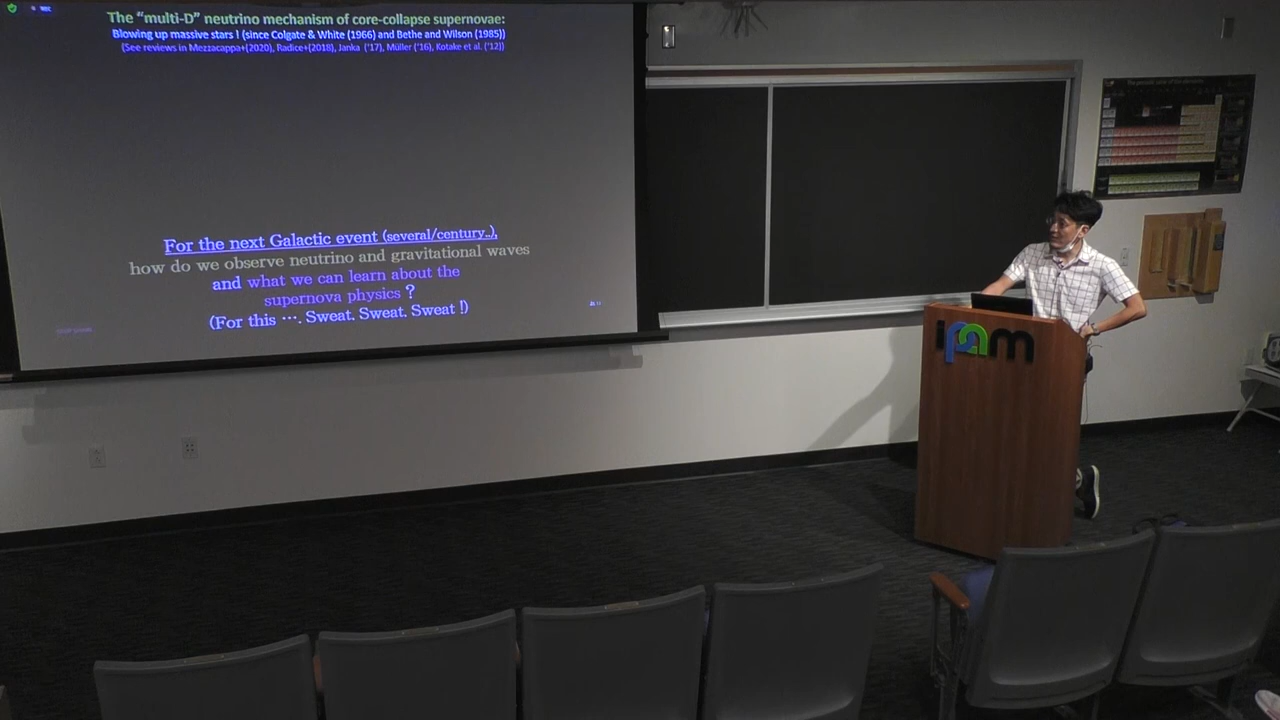 REC
The “multi-D” neutrino mechanism of core-collapse supernovae:
Blowing up massive stars ! (since Colgate & White (1966) and Bethe and Wilson (1985))
(See reviews in Mezzacappa+(2020), Radice+(2018), Janka ('17), Müller ('16), Kotake et al. ('12))
For the next Galactic event (several/century..),
how do we observe neutrino and gravitational waves
and what we can learn about the
supernova physics ?
(For this …. Sweat. Sweat. Sweat !)
ipam